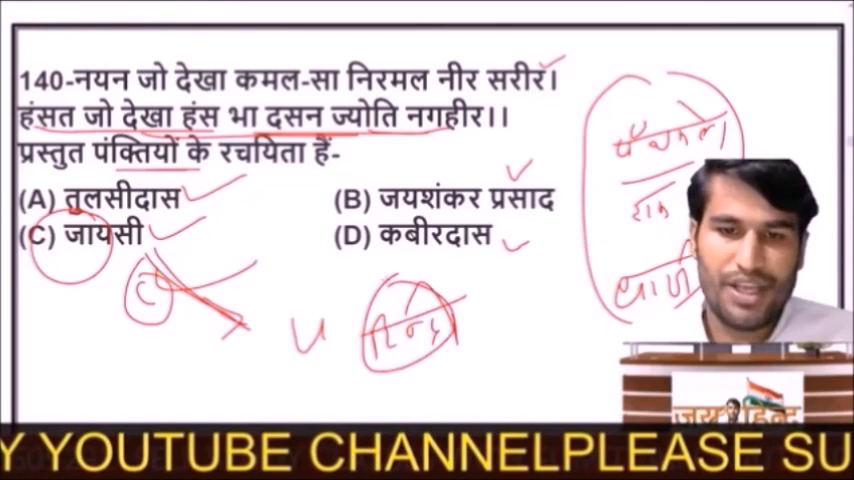 140-नयन जो देखा कमल-सा निरमल नीर सरीर।
हंसत जो देखा हंस भा दसन ज्योति नगहीर।।
प्रस्तुत पंक्तियों के रचयिता हैं-
(A) तुलसीदास
(B) जयशंकर प्रसाद
(C) जायसी
(D) कबीरदास
जय हिन्द
Y YOUTUBE CHANNELPLEASE SU